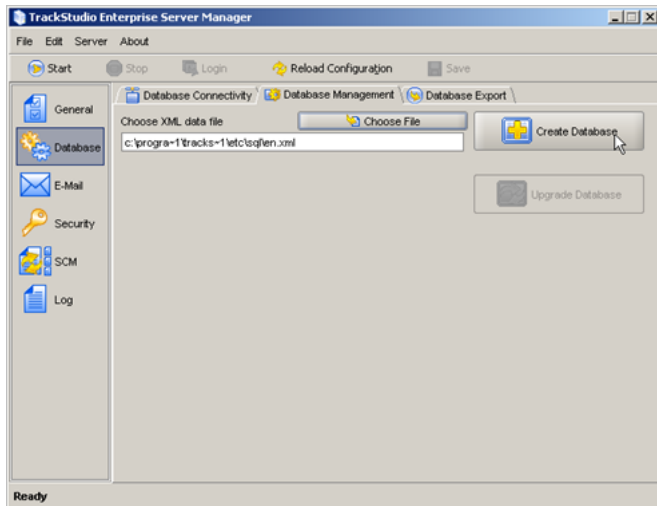 TrackStudio Enterprise Server Manager
File Edit Server About
Start Stop Login Reload Configuration Save
General
Database
E-Mail
Security
SCM
Log
Database Connectivity Database Management Database Export
Choose XML data file Choose File
c:\progra~1\tracks~1\etc\sql\en.xml
Create Database
Upgrade Database
Ready